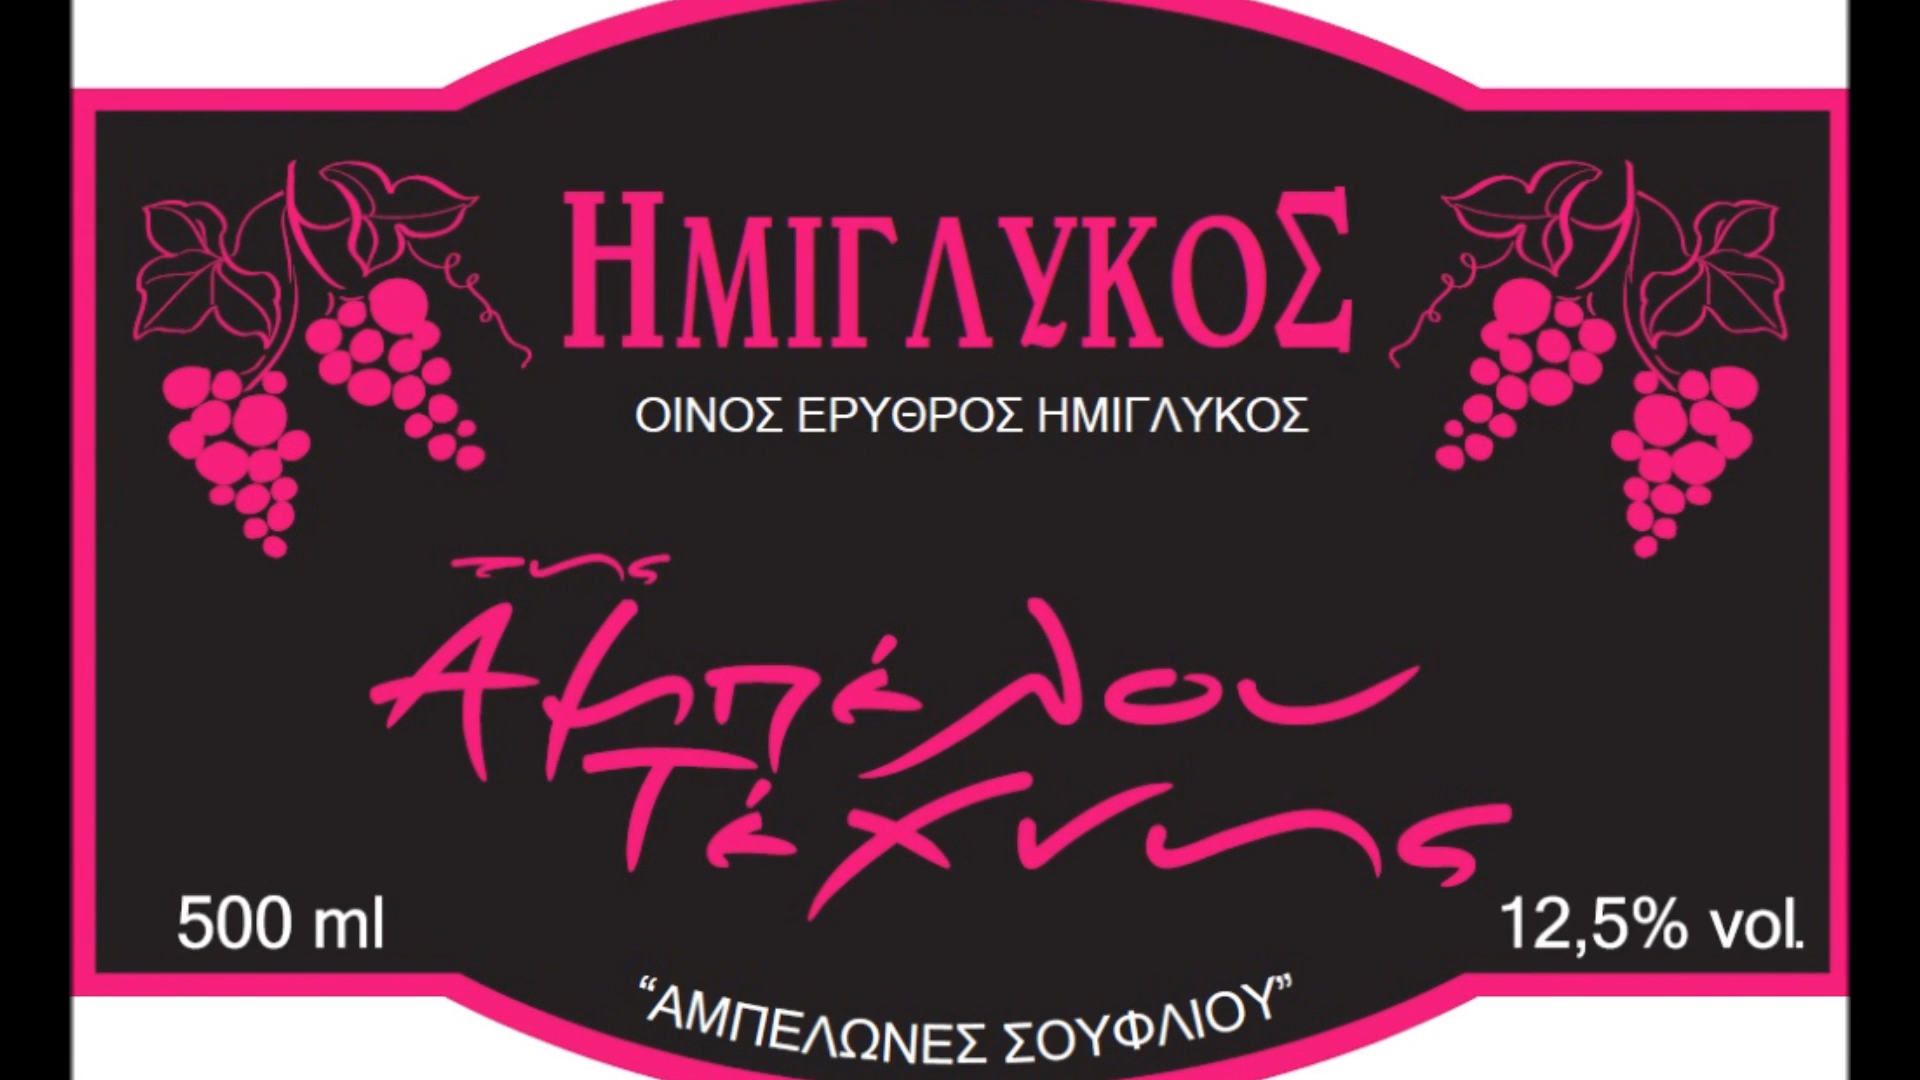 ΗΜΙΓΛΥΚΟΣ
ΟΙΝΟΣ ΕΡΥΘΡΟΣ ΗΜΙΓΛΥΚΟΣ
της
Αμπέλου
Τέχνης
500 ml
12,5% vol.
“ΑΜΠΕΛΩΝΕΣ ΣΟΥΦΛΙΟΥ”